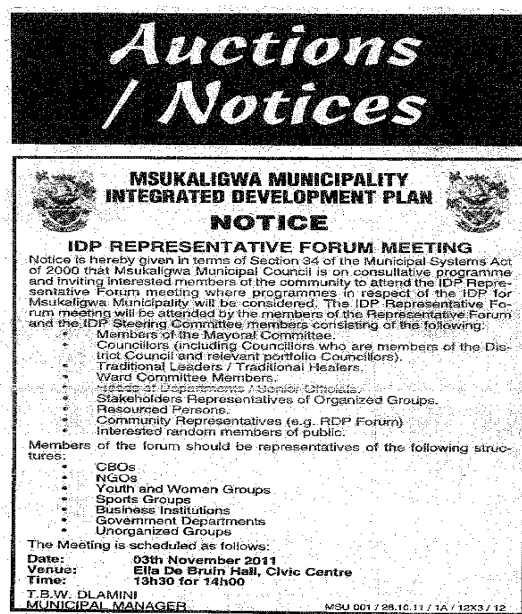 Auctions
/ Notices
MSUKALIGWA MUNICIPALITY
INTEGRATED DEVELOPMENT PLAN
NOTICE
IDP REPRESENTATIVE FORUM MEETING
Notice is hereby given in terms of Section 34 of the Municipal Systems Act
of 2000 that Msukaligwa Municipal Council is on consultative programme
and inviting interested members of the community to attend the IDP Repre-
sentative Forum meeting where programmes in respect of the IDP for
Msukaligwa Municipality will be considered. The IDP Representative Fo-
rum meeting will be attended by the members of the Representative Forum
and the IDP Steering Committee members consisting of the following:
• Members of the Mayoral Committee.
• Councillors (including Councillors who are members of the Dis-
trict Council and relevant portfolio Councillors).
• Traditional Leaders / Traditional Healers.
• Ward Committee Members.
• Heads of Departments / Senior Officials.
• Stakeholders Representatives of Organized Groups.
• Resourced Persons.
• Community Representatives (e.g. RDP Forum)
• Interested random members of public.
Members of the forum should be representatives of the following struc-
tures:
• CBOs
• NGOs
• Youth and Women Groups
• Sports Groups
• Business Institutions
• Government Departments
• Unorganized Groups
The Meeting is scheduled as follows:
Date: 03th November 2011
Venue: Ella De Bruin Hall, Civic Centre
Time: 13h30 for 14h00
T.B.W. DLAMINI
MUNICIPAL MANAGER MSU 001 / 28.10.11 / 1A / 12X3 / 12